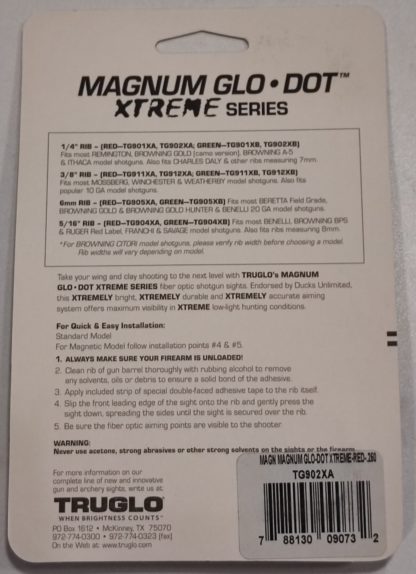 MAGNUM GLO•DOT™
XTREME SERIES
1/4" RIB – (RED–TG901XA, TG902XA; GREEN–TG901XB, TG902XB)
Fits most REMINGTON, BROWNING GOLD (camo version), BROWNING A-5
& ITHACA model shotguns. Also fits CHARLES DALY & other ribs measuring 7mm.
3/8" RIB – (RED–TG911XA, TG912XA; GREEN–TG911XB, TG912XB)
Fits most MOSSBERG, WINCHESTER & WEATHERBY model shotguns. Also fits
popular 10 GA model shotguns.
6mm RIB – (RED–TG905XA, GREEN–TG905XB) Fits most BERETTA Field Grade,
BROWNING GOLD & BROWNING GOLD HUNTER & BENELLI 20 GA model shotguns.
5/16" RIB – (RED–TG904XA, GREEN–TG904XB) Fits most BENELLI, BROWNING BPS
& RUGER Red Label, FRANCHI & SAVAGE model shotguns. Also fits ribs measuring 8mm.
*For BROWNING CITORI model shotguns, please verify rib width before choosing a model.
Rib widths will vary depending on model.
Take your wing and clay shooting to the next level with TRUGLO's MAGNUM
GLO•DOT XTREME SERIES fiber optic shotgun sights. Endorsed by Ducks Unlimited,
this XTREMELY bright, XTREMELY durable and XTREMELY accurate aiming
system offers maximum visibility in XTREME low-light hunting conditions.
For Quick & Easy Installation:
Standard Model
For Magnetic Model follow installation points #4 & #5.
1. ALWAYS MAKE SURE YOUR FIREARM IS UNLOADED!
2. Clean rib of gun barrel thoroughly with rubbing alcohol to remove
any solvents, oils or debris to ensure a solid bond of the adhesive.
3. Apply included strip of special double-faced adhesive tape to the rib itself.
4. Slip the front leading edge of the sight onto the rib and gently press the
sight down, spreading the sides until the sight is secured over the rib.
5. Be sure the fiber optic aiming points are visible to the shooter.
WARNING:
Never use acetone, strong abrasives or other strong solvents on the sights or the firearm.
For more information on our
complete line of new and innovative
gun and archery sights, write us at
TRUGLO
WHEN BRIGHTNESS COUNTS
PO Box 1612 • McKinney, TX 75070
972-774-0300 • 972-774-0323 (fax)
On the Web at: www.truglo.com
MAGN MAGNUM GLO-DOT XTREME-RED-.260
TG902XA
7 88130 09073 2